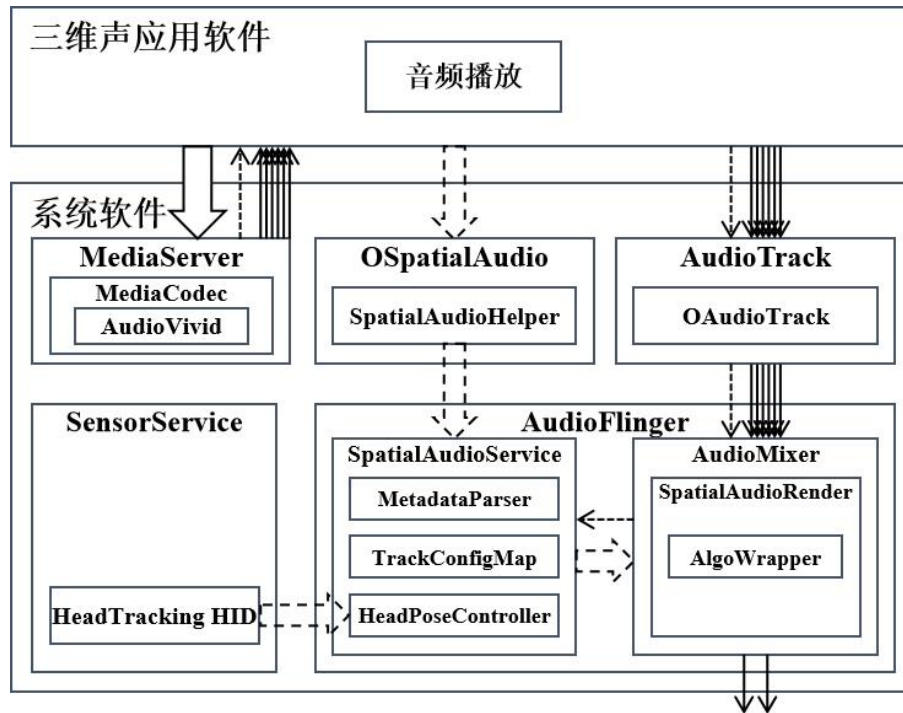 三维声应用软件
音频播放
系统软件
MediaServer
MediaCodec
AudioVivid
OSpatialAudio
SpatialAudioHelper
AudioTrack
OAudioTrack
SensorService
HeadTracking HID
AudioFlinger
SpatialAudioService
MetadataParser
TrackConfigMap
HeadPoseController
AudioMixer
SpatialAudioRender
AlgoWrapper